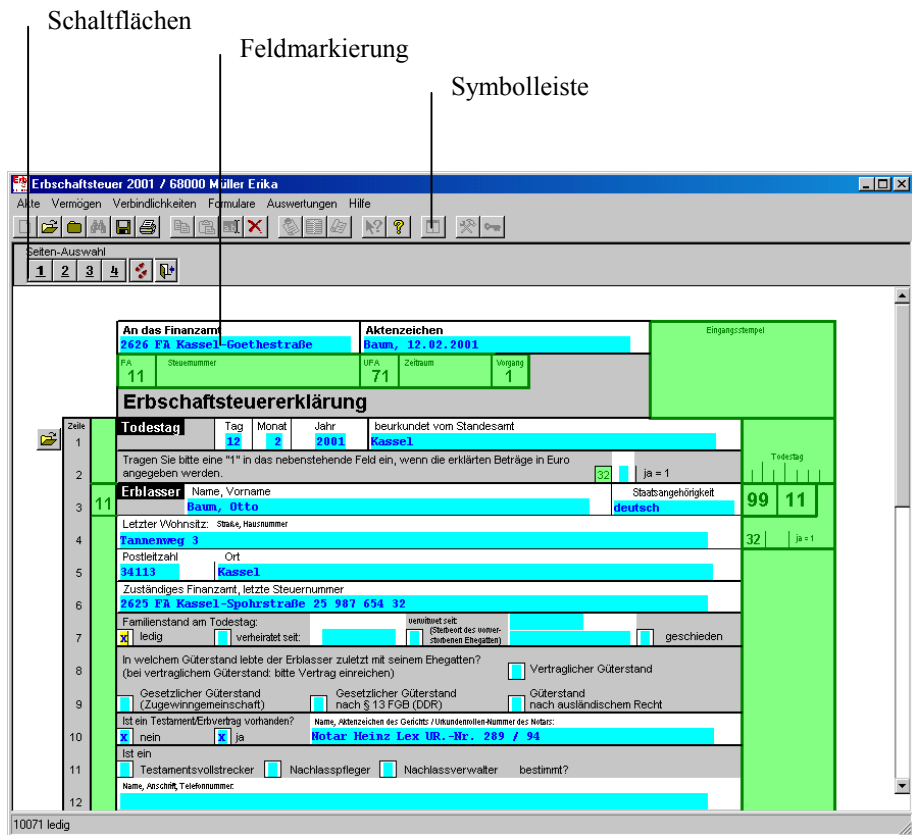 Schaltflächen
Feldmarkierung
Symbolleiste
Erbschaftsteuer 2001 / 68000 Müller Erika
Akte Vermögen Verbindlichkeiten Formulare Auswertungen Hilfe
Seiten-Auswahl
1 2 3 4
An das Finanzamt Aktenzeichen Eingangsstempel
2626 FA Kassel-Goethestraße Baum, 12.02.2001
FA Steuernummer UFA Zeitraum Vorgang
11 71 1
Erbschaftsteuererklärung
Zeile Todestag Tag Monat Jahr beurkundet vom Standesamt
1 12 2 2001 Kassel
Tragen Sie bitte eine "1" in das nebenstehende Feld ein, wenn die erklärten Beträge in Euro Todestag
2 angegeben werden. 32 ja = 1
Erblasser Name, Vorname Staatsangehörigkeit
3 11 Baum, Otto deutsch 99 11
Letzter Wohnsitz: Straße, Hausnummer
4 Tannenweg 3 32 ja = 1
Postleitzahl Ort
5 34113 Kassel
Zuständiges Finanzamt, letzte Steuernummer
6 2625 FA Kassel-Spohrstraße 25 987 654 32
Familienstand am Todestag: verwitwet seit:
7 x ledig verheiratet seit: (Sterbeort des vorver-
storbenen Ehegatten) geschieden
In welchem Güterstand lebte der Erblasser zuletzt mit seinem Ehegatten?
8 (bei vertraglichem Güterstand: bitte Vertrag einreichen) Vertraglicher Güterstand
Gesetzlicher Güterstand Gesetzlicher Güterstand Güterstand
9 (Zugewinngemeinschaft) nach § 13 FGB (DDR) nach ausländischem Recht
Ist ein Testament/Erbvertrag vorhanden? Name, Aktenzeichen des Gerichts / Urkundenrollen-Nummer des Notars:
10 x nein x ja Notar Heinz Lex UR.-Nr. 289 / 94
Ist ein
11 Testamentsvollstrecker Nachlasspfleger Nachlassverwalter bestimmt?
Name, Anschrift, Telefonnummer:
12
10071 ledig